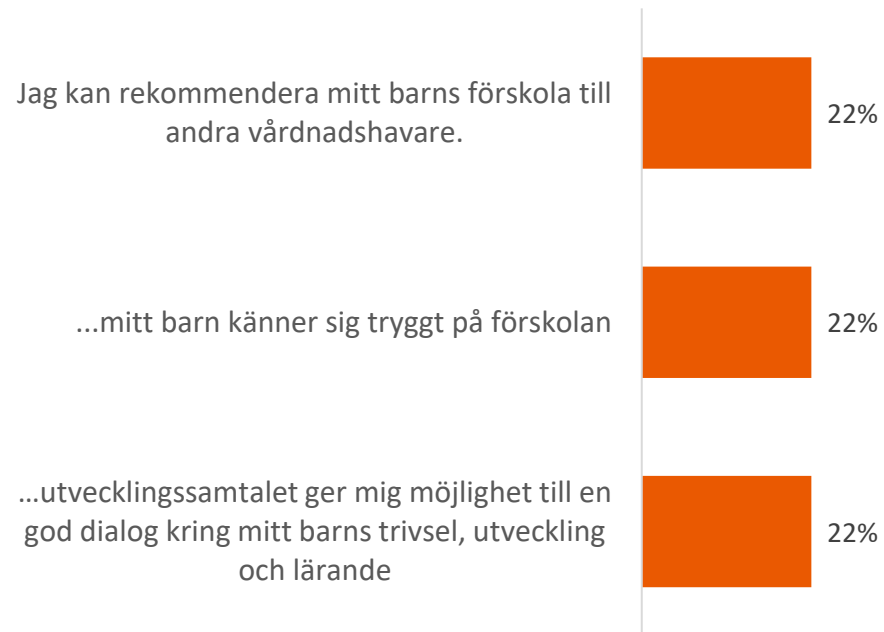 Jag kan rekommendera mitt barns förskola till
andra vårdnadshavare.
22%
...mitt barn känner sig tryggt på förskolan
22%
...utvecklingssamtalet ger mig möjlighet till en
god dialog kring mitt barns trivsel, utveckling
och lärande
22%